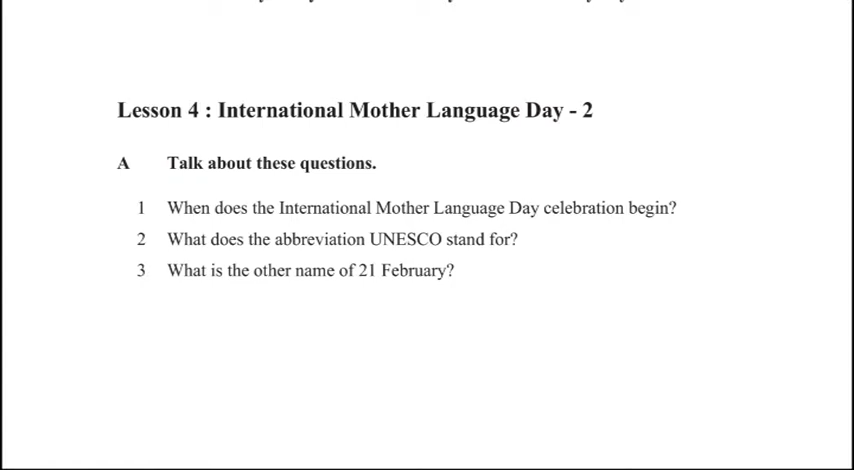 Lesson 4 : International Mother Language Day - 2
A Talk about these questions.
1 When does the International Mother Language Day celebration begin?
2 What does the abbreviation UNESCO stand for?
3 What is the other name of 21 February?